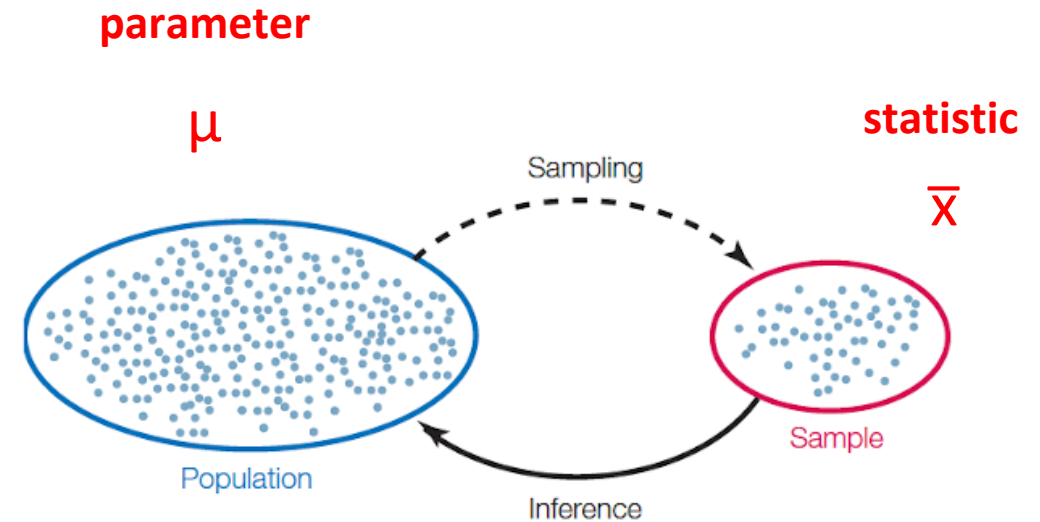 parameter
μ
statistic
Sampling
x̅
Sample
Population
Inference